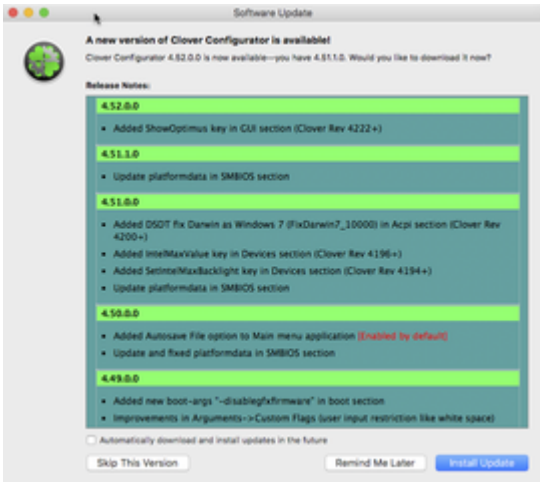 Software Update
A new version of Clover Configurator is available!
Clover Configurator 4.52.0.0 is now available—you have 4.51.1.0. Would you like to download it now?
Release Notes:
4.52.0.0
• Added ShowOptimus key in GUI section (Clover Rev 4222+)
4.51.1.0
• Update platformdata in SMBIOS section
4.51.0.0
• Added DSDT fix Darwin as Windows 7 (FixDarwin7_10000) in Acpi section (Clover Rev
4200+)
• Added IntelMaxValue key in Devices section (Clover Rev 4196+)
• Added SetIntelMaxBacklight key in Devices section (Clover Rev 4194+)
• Update platformdata in SMBIOS section
4.50.0.0
• Added Autosave File option to Main menu application [Enabled by default]
• Update and fixed platformdata in SMBIOS section
4.49.0.0
• Added new boot-args "-disablegfxfirmware" in boot section
• Improvements in Arguments->Custom Flags (user input restriction like white space)
Automatically download and install updates in the future
Skip This Version
Remind Me Later
Install Update